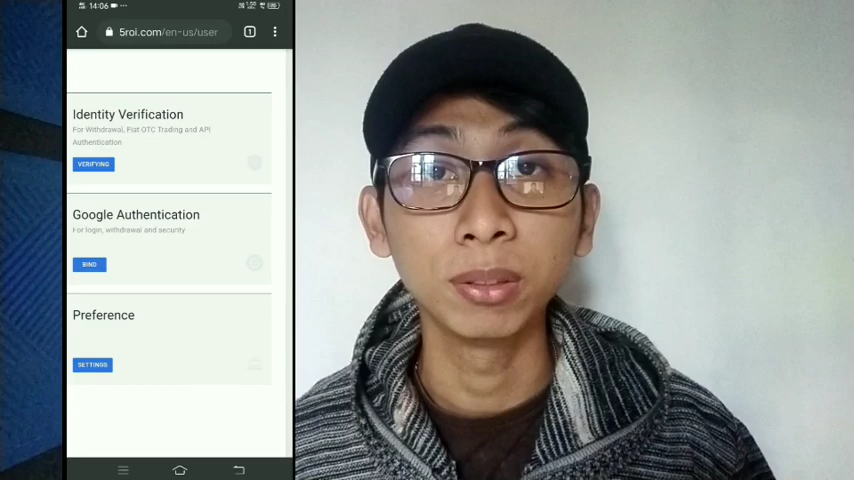 14:06
5roi.com/en-us/user
1
Identity Verification
For Withdrawal, Fiat OTC Trading and API
Authentication
VERIFYING
Google Authentication
For login, withdrawal and security
BIND
Preference
SETTINGS